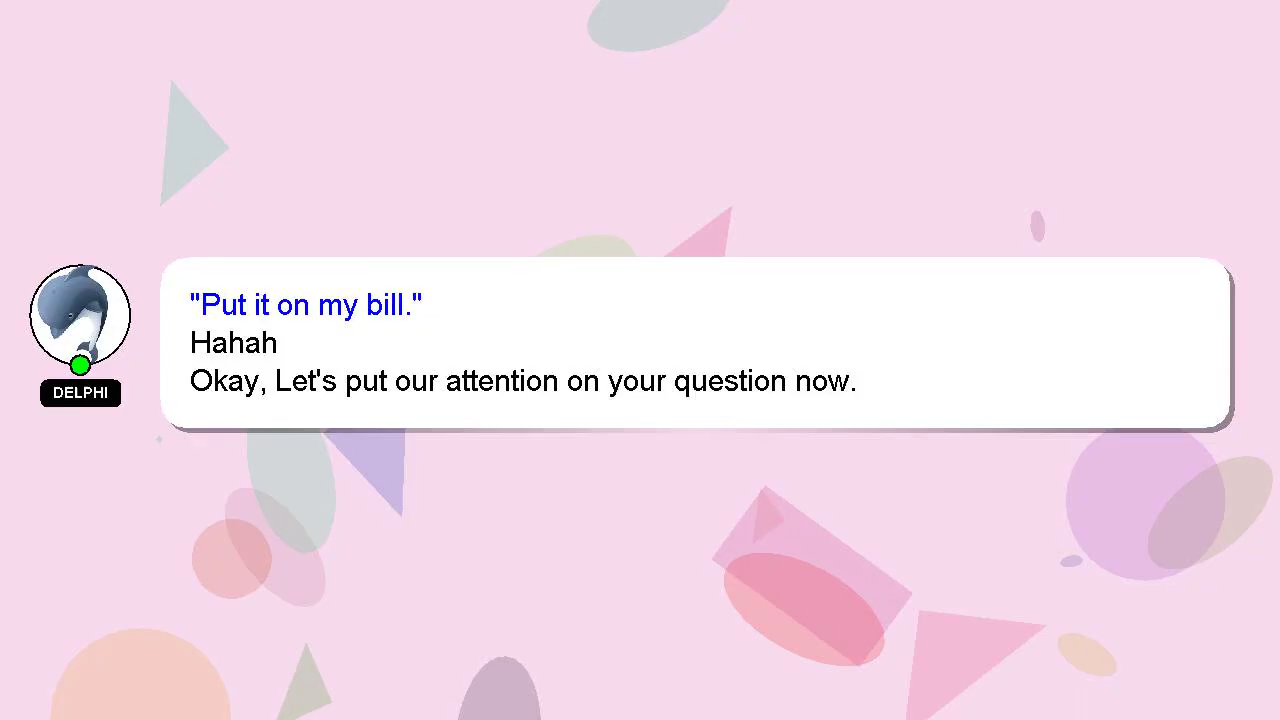 "Put it on my bill."
Hahah
Okay, Let's put our attention on your question now.
DELPHI